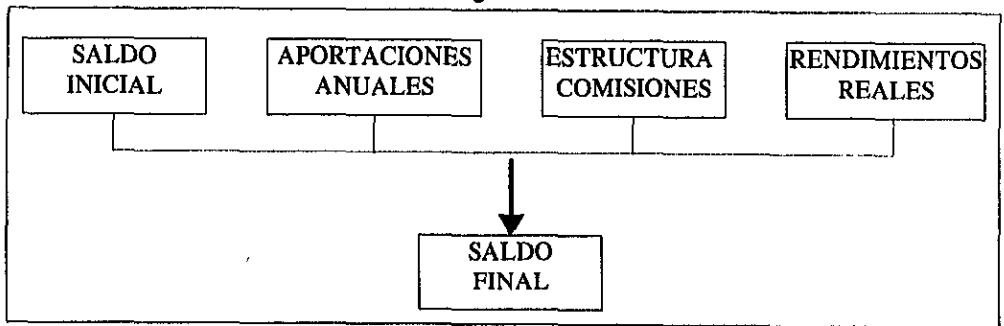 SALDO
INICIAL
APORTACIONES
ANUALES
ESTRUCTURA
COMISIONES
RENDIMIENTOS
REALES
SALDO
FINAL